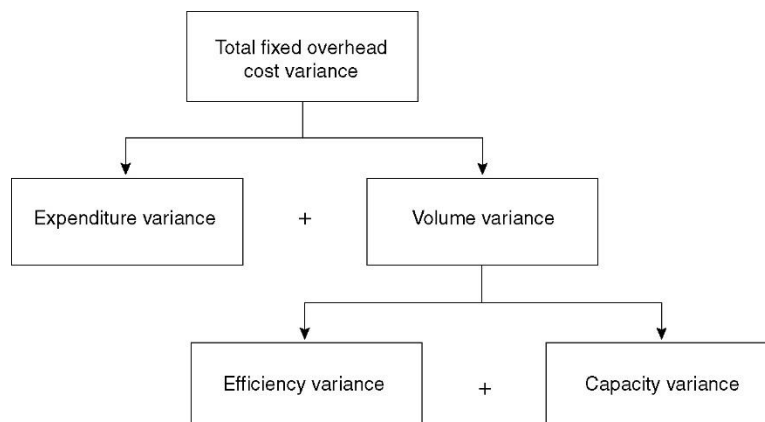 Total fixed overhead
cost variance
Expenditure variance
+
Volume variance
Efficiency variance
+
Capacity variance